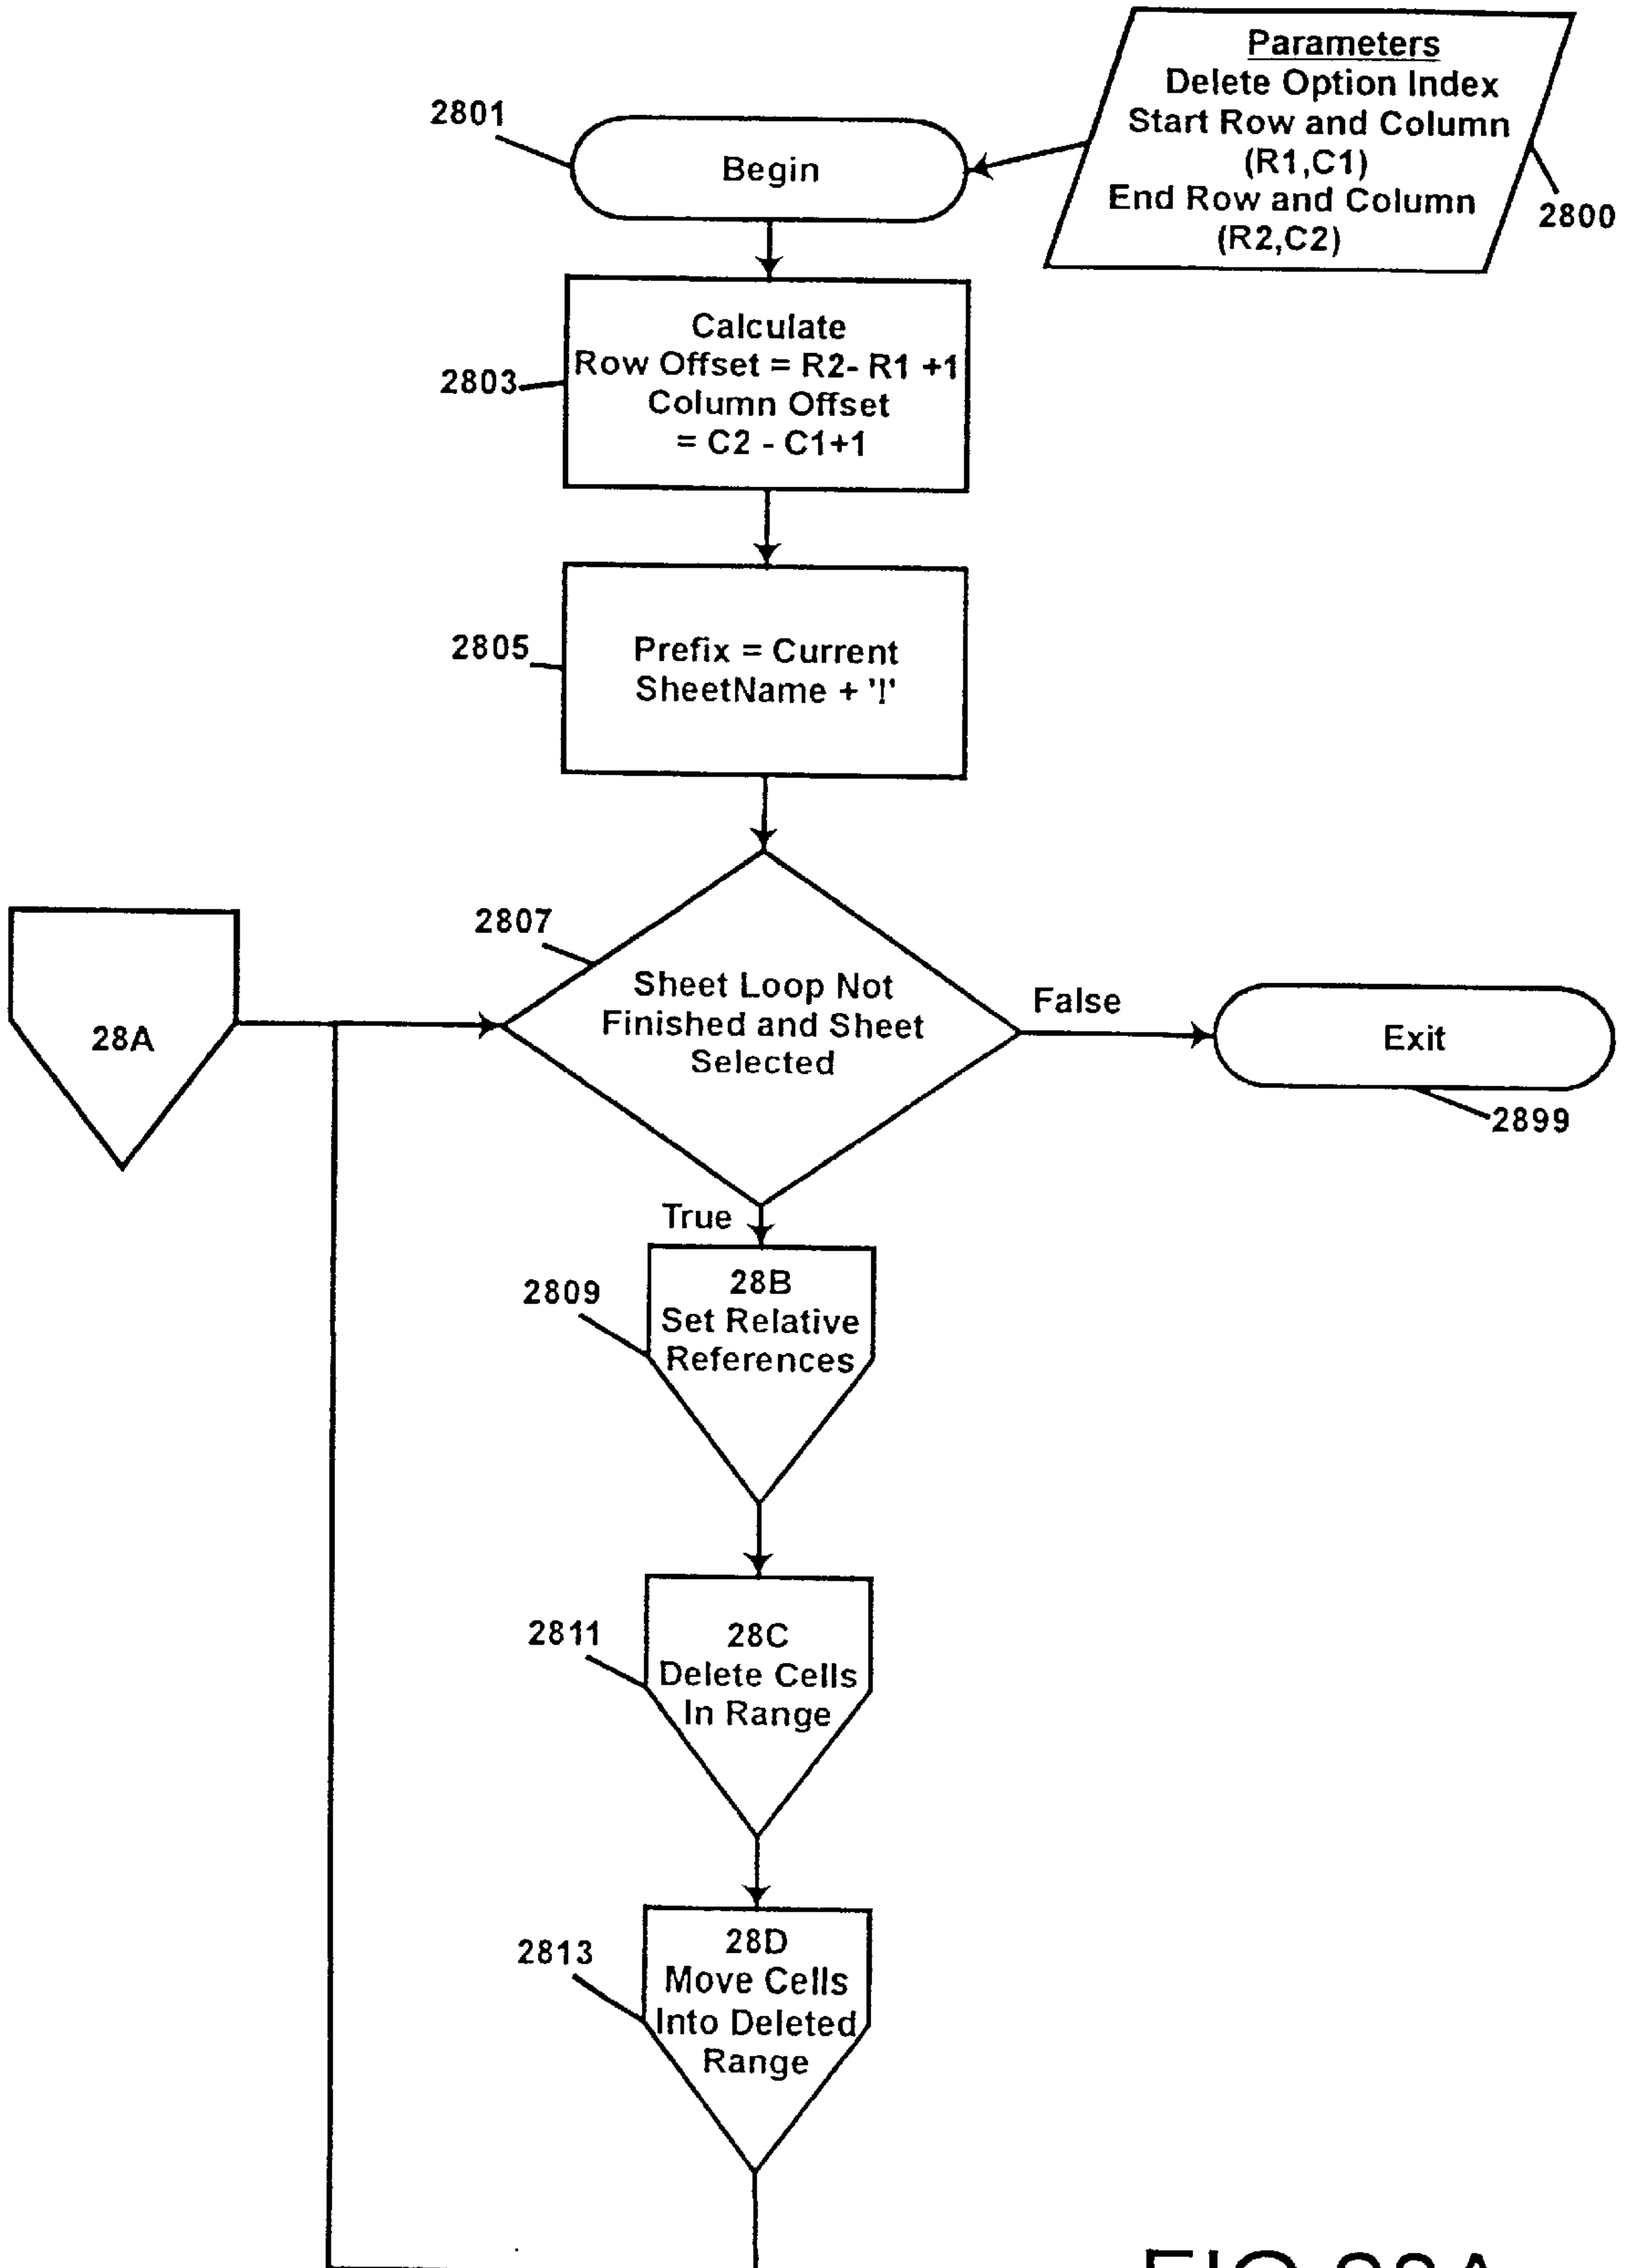 Parameters
Delete Option Index
Start Row and Column
(R1,C1)
End Row and Column
(R2,C2)
2800
2801
Begin
Calculate
Row Offset = R2- R1 +1
Column Offset
= C2 - C1+1
2803
2805
Prefix = Current
SheetName + '!'
28A
2807
Sheet Loop Not
Finished and Sheet
Selected
False
Exit
2899
True
2809
28B
Set Relative
References
2811
28C
Delete Cells
In Range
2813
28D
Move Cells
Into Deleted
Range